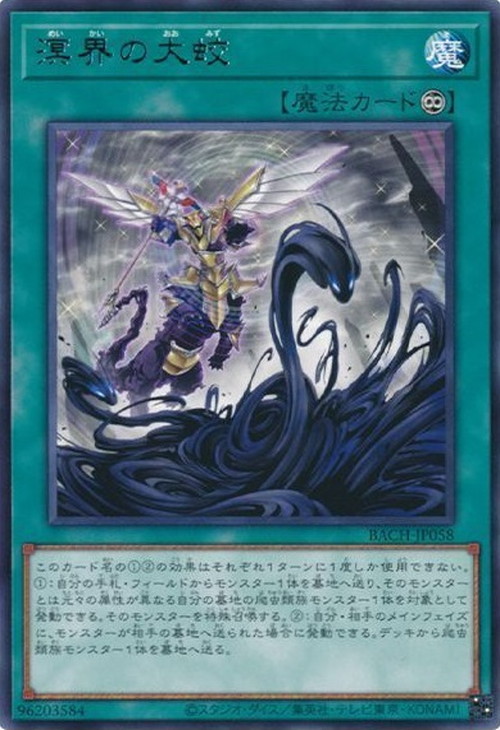 溟界の大蛟
【魔法カード】
BACH-JP058
このカード名の①②の効果はそれぞれ1ターンに1度しか使用できない。
①：自分の手札・フィールドからモンスター1体を墓地へ送り、そのモンスター
とは元々の属性が異なる自分の墓地の爬虫類族モンスター1体を対象として
発動できる。そのモンスターを特殊召喚する。②：自分・相手のメインフェイズ
に、モンスターが相手の墓地へ送られた場合に発動できる。デッキから爬虫
類族モンスター1体を墓地へ送る。
96203584
©スタジオ・ダイス／集英社・テレビ東京・KONAMI